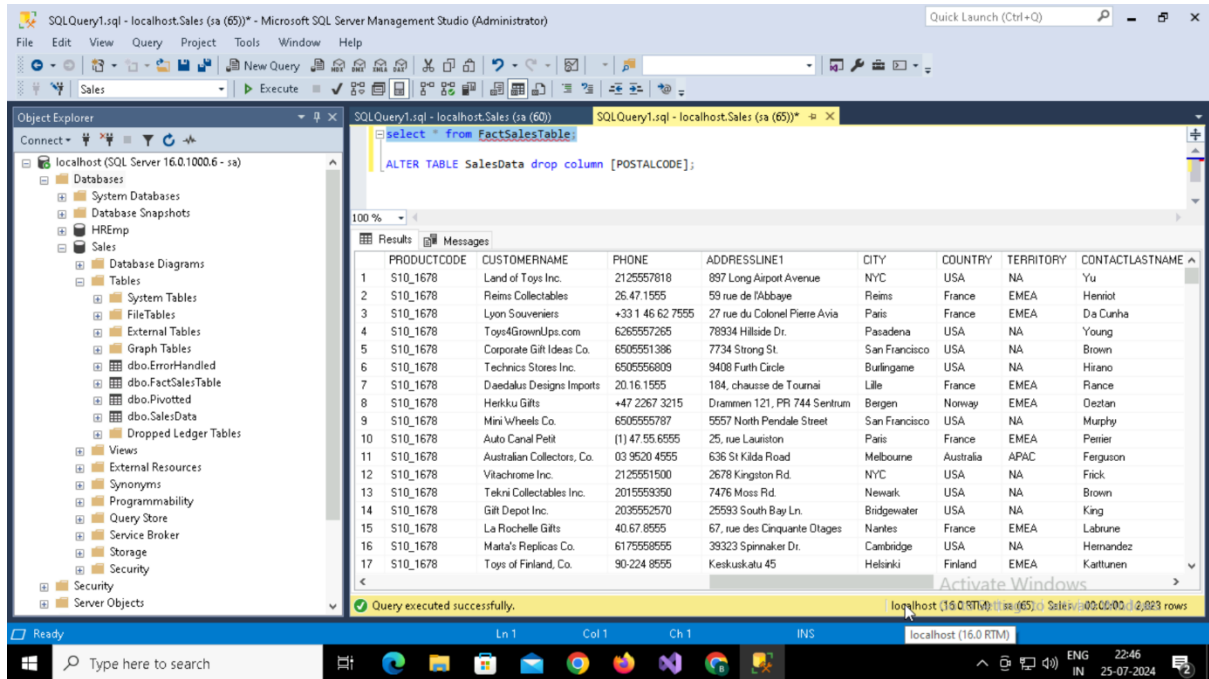 SQLQuery1.sql - localhost.Sales (sa (65))* - Microsoft SQL Server Management Studio (Administrator)
Quick Launch (Ctrl+Q)
File Edit View Query Project Tools Window Help
New Query MDX DMX XMLA DAX
Sales Execute
Object Explorer
Connect
localhost (SQL Server 16.0.1000.6 - sa)
Databases
System Databases
Database Snapshots
HREmp
Sales
Database Diagrams
Tables
System Tables
FileTables
External Tables
Graph Tables
dbo.ErrorHandled
dbo.FactSalesTable
dbo.Pivotted
dbo.SalesData
Dropped Ledger Tables
Views
External Resources
Synonyms
Programmability
Query Store
Service Broker
Storage
Security
Security
Server Objects
SQLQuery1.sql - localhost.Sales (sa (60)) SQLQuery1.sql - localhost.Sales (sa (65))*
select * from FactSalesTable;
ALTER TABLE SalesData drop column [POSTALCODE];
100 %
Results Messages
PRODUCTCODE CUSTOMERNAME PHONE ADDRESSLINE1 CITY COUNTRY TERRITORY CONTACTLASTNAME
1 S10_1678 Land of Toys Inc. 2125557818 897 Long Airport Avenue NYC USA NA Yu
2 S10_1678 Reims Collectables 26.47.1555 59 rue de l'Abbaye Reims France EMEA Henriot
3 S10_1678 Lyon Souveniers +33 1 46 62 7555 27 rue du Colonel Pierre Avia Paris France EMEA Da Cunha
4 S10_1678 Toys4GrownUps.com 6265557265 78934 Hillside Dr. Pasadena USA NA Young
5 S10_1678 Corporate Gift Ideas Co. 6505551386 7734 Strong St. San Francisco USA NA Brown
6 S10_1678 Technics Stores Inc. 6505556809 9408 Furth Circle Burlingame USA NA Hirano
7 S10_1678 Daedalus Designs Imports 20.16.1555 184, chausse de Tournai Lille France EMEA Rance
8 S10_1678 Herkku Gifts +47 2267 3215 Drammen 121, PR 744 Sentrum Bergen Norway EMEA Oeztan
9 S10_1678 Mini Wheels Co. 6505555787 5557 North Pendale Street San Francisco USA NA Murphy
10 S10_1678 Auto Canal Petit (1) 47.55.6555 25, rue Lauriston Paris France EMEA Perrier
11 S10_1678 Australian Collectors, Co. 03 9520 4555 636 St Kilda Road Melbourne Australia APAC Ferguson
12 S10_1678 Vitachrome Inc. 2125551500 2678 Kingston Rd. NYC USA NA Frick
13 S10_1678 Tekni Collectables Inc. 2015559350 7476 Moss Rd. Newark USA NA Brown
14 S10_1678 Gift Depot Inc. 2035552570 25593 South Bay Ln. Bridgewater USA NA King
15 S10_1678 La Rochelle Gifts 40.67.8555 67, rue des Cinquante Otages Nantes France EMEA Labrune
16 S10_1678 Marta's Replicas Co. 6175558555 39323 Spinnaker Dr. Cambridge USA NA Hernandez
17 S10_1678 Toys of Finland, Co. 90-224 8555 Keskuskatu 45 Helsinki Finland EMEA Karttunen
Activate Windows
Query executed successfully. localhost (16.0 RTM) sa (65) Sales 00:00:00 2,823 rows
Ready Ln 1 Col 1 Ch 1 INS
localhost (16.0 RTM)
Type here to search
ENG
IN
22:46
25-07-2024
2